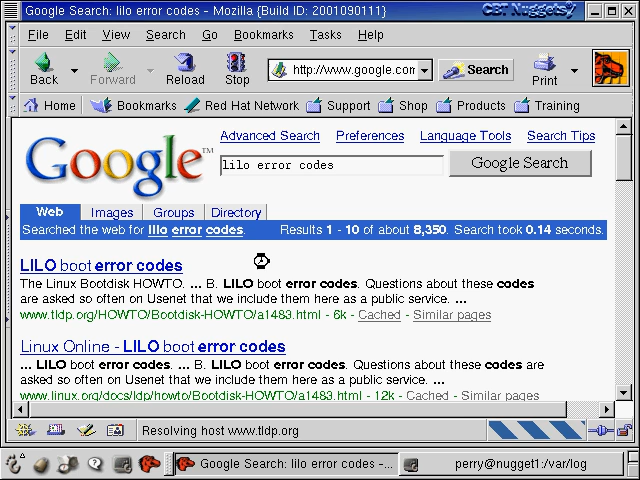 Google Search: lilo error codes - Mozilla {Build ID: 2001090111}
CBT Nuggets
File Edit View Search Go Bookmarks Tasks Help
Back Forward Reload Stop http://www.google.com Search Print
Home Bookmarks Red Hat Network Support Shop Products Training
Google™
Advanced Search Preferences Language Tools Search Tips
lilo error codes Google Search
Web Images Groups Directory
Searched the web for lilo error codes. Results 1 - 10 of about 8,350. Search took 0.14 seconds.
LILO boot error codes
The Linux Bootdisk HOWTO. ... B. LILO boot error codes. Questions about these codes
are asked so often on Usenet that we include them here as a public service. ...
www.tldp.org/HOWTO/Bootdisk-HOWTO/a1483.html - 6k - Cached - Similar pages
Linux Online - LILO boot error codes
... LILO boot error codes. ... B. LILO boot error codes. Questions about these codes are
asked so often on Usenet that we include them here as a public service. ...
www.linux.org/docs/ldp/howto/Bootdisk-HOWTO/a1483.html - 12k - Cached - Similar pages
Resolving host www.tldp.org
Google Search: lilo error codes -... perry@nugget1:/var/log